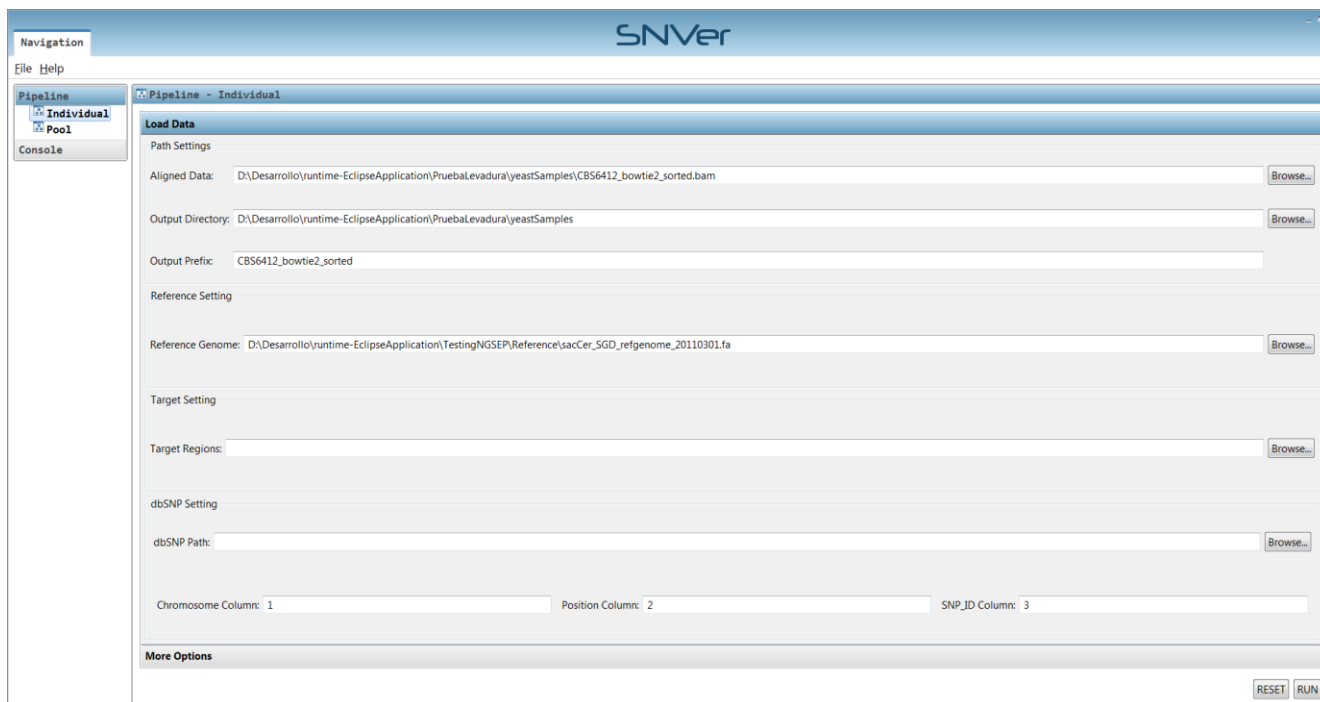 SNVer
Navigation
File Help
Pipeline
Individual
Pool
Console
Pipeline - Individual
Load Data
Path Settings
Aligned Data: D:\Desarrollo\runtime-EclipseApplication\PruebaLevadura\yeastSamples\CBS6412_bowtie2_sorted.bam Browse...
Output Directory: D:\Desarrollo\runtime-EclipseApplication\PruebaLevadura\yeastSamples Browse...
Output Prefix: CBS6412_bowtie2_sorted
Reference Setting
Reference Genome: D:\Desarrollo\runtime-EclipseApplication\TestingNGSEP\Reference\sacCer_SGD_refgenome_20110301.fa Browse...
Target Setting
Target Regions: Browse...
dbSNP Setting
dbSNP Path: Browse...
Chromosome Column: 1 Position Column: 2 SNP_ID Column: 3
More Options
RESET RUN